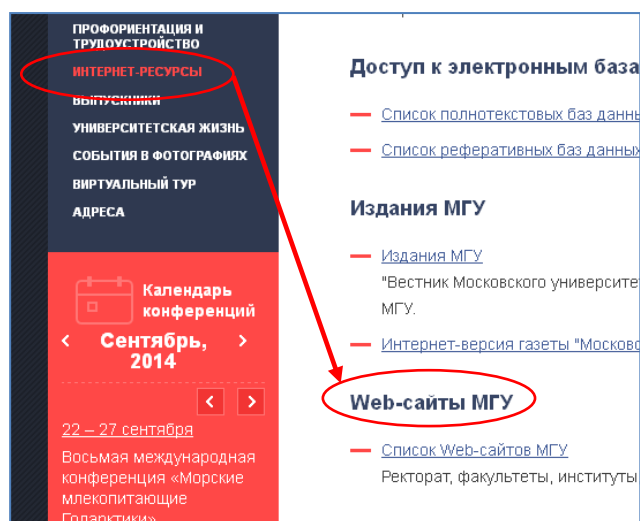 ПРОФОРИЕНТАЦИЯ И
ТРУДОУСТРОЙСТВО
ИНТЕРНЕТ-РЕСУРСЫ
ВЫПУСКНИКИ
УНИВЕРСИТЕТСКАЯ ЖИЗНЬ
СОБЫТИЯ В ФОТОГРАФИЯХ
ВИРТУАЛЬНЫЙ ТУР
АДРЕСА
Календарь
конференций
Сентябрь,
2014
22 – 27 сентября
Восьмая международная
конференция «Морские
млекопитающие
Голарктики»
Доступ к электронным база
Список полнотекстовых баз данны
Список реферативных баз данных
Издания МГУ
Издания МГУ
"Вестник Московского университе
МГУ.
Интернет-версия газеты "Московс
Web-сайты МГУ
Список Web-сайтов МГУ
Ректорат, факультеты, институты